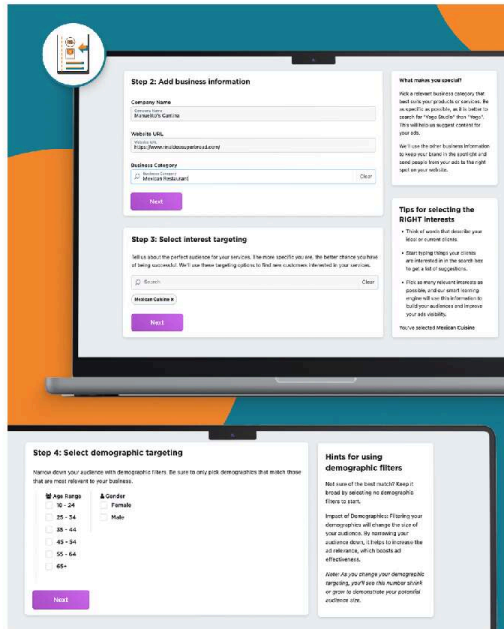 Step 2: Add business information
Company Name
Company Name
Website URL
Website URL
Business Category
Business Category
Mexican Restaurant
Clear
Next
What makes you special?
Pick a relevant business category that
best suits your products or services. Be
as specific as possible, as it is better to
search for "Yoga Studio" than "Yoga".
This will help us suggest content for
your ads.
We'll use the other business information
to keep your brand in the spotlight and
send people from your ads to the right
spot on your website.
Step 3: Select interest targeting
Tell us about the perfect audience for your services. The more specific you are, the better chance you have
of being successful. We'll use these targeting options to find new customers interested in your services.
Search
Clear
Mexican Cuisine x
Next
Tips for selecting the
RIGHT interests
• Think of words that describe your
ideal or current clients
• Start typing things your clients
are interested in in the search box
to get a list of suggestions.
• Pick as many relevant interests as
possible, and our smart learning
engine will use this information to
build your audiences and improve
your ads visibility.
You've selected Mexican Cuisine
Step 4: Select demographic targeting
Narrow down your audience with demographic filters. Be sure to only pick demographics that match those
that are most relevant to your business.
Age Range
Gender
Female
25 - 34
Male
35 - 44
45 - 54
55 - 64
65+
Next
Hints for using
demographic filters
Not sure of the best match? Keep it
broad by selecting no demographic
filters to start.
Impact of Demographics: Filtering your
demographics will change the size of
your audience. By narrowing your
audience down, it helps to increase the
ad relevance, which boosts ad
effectiveness.
Note: As you change your demographic
targeting, you'll see this number shrink
or grow to demonstrate your potential
audience size.